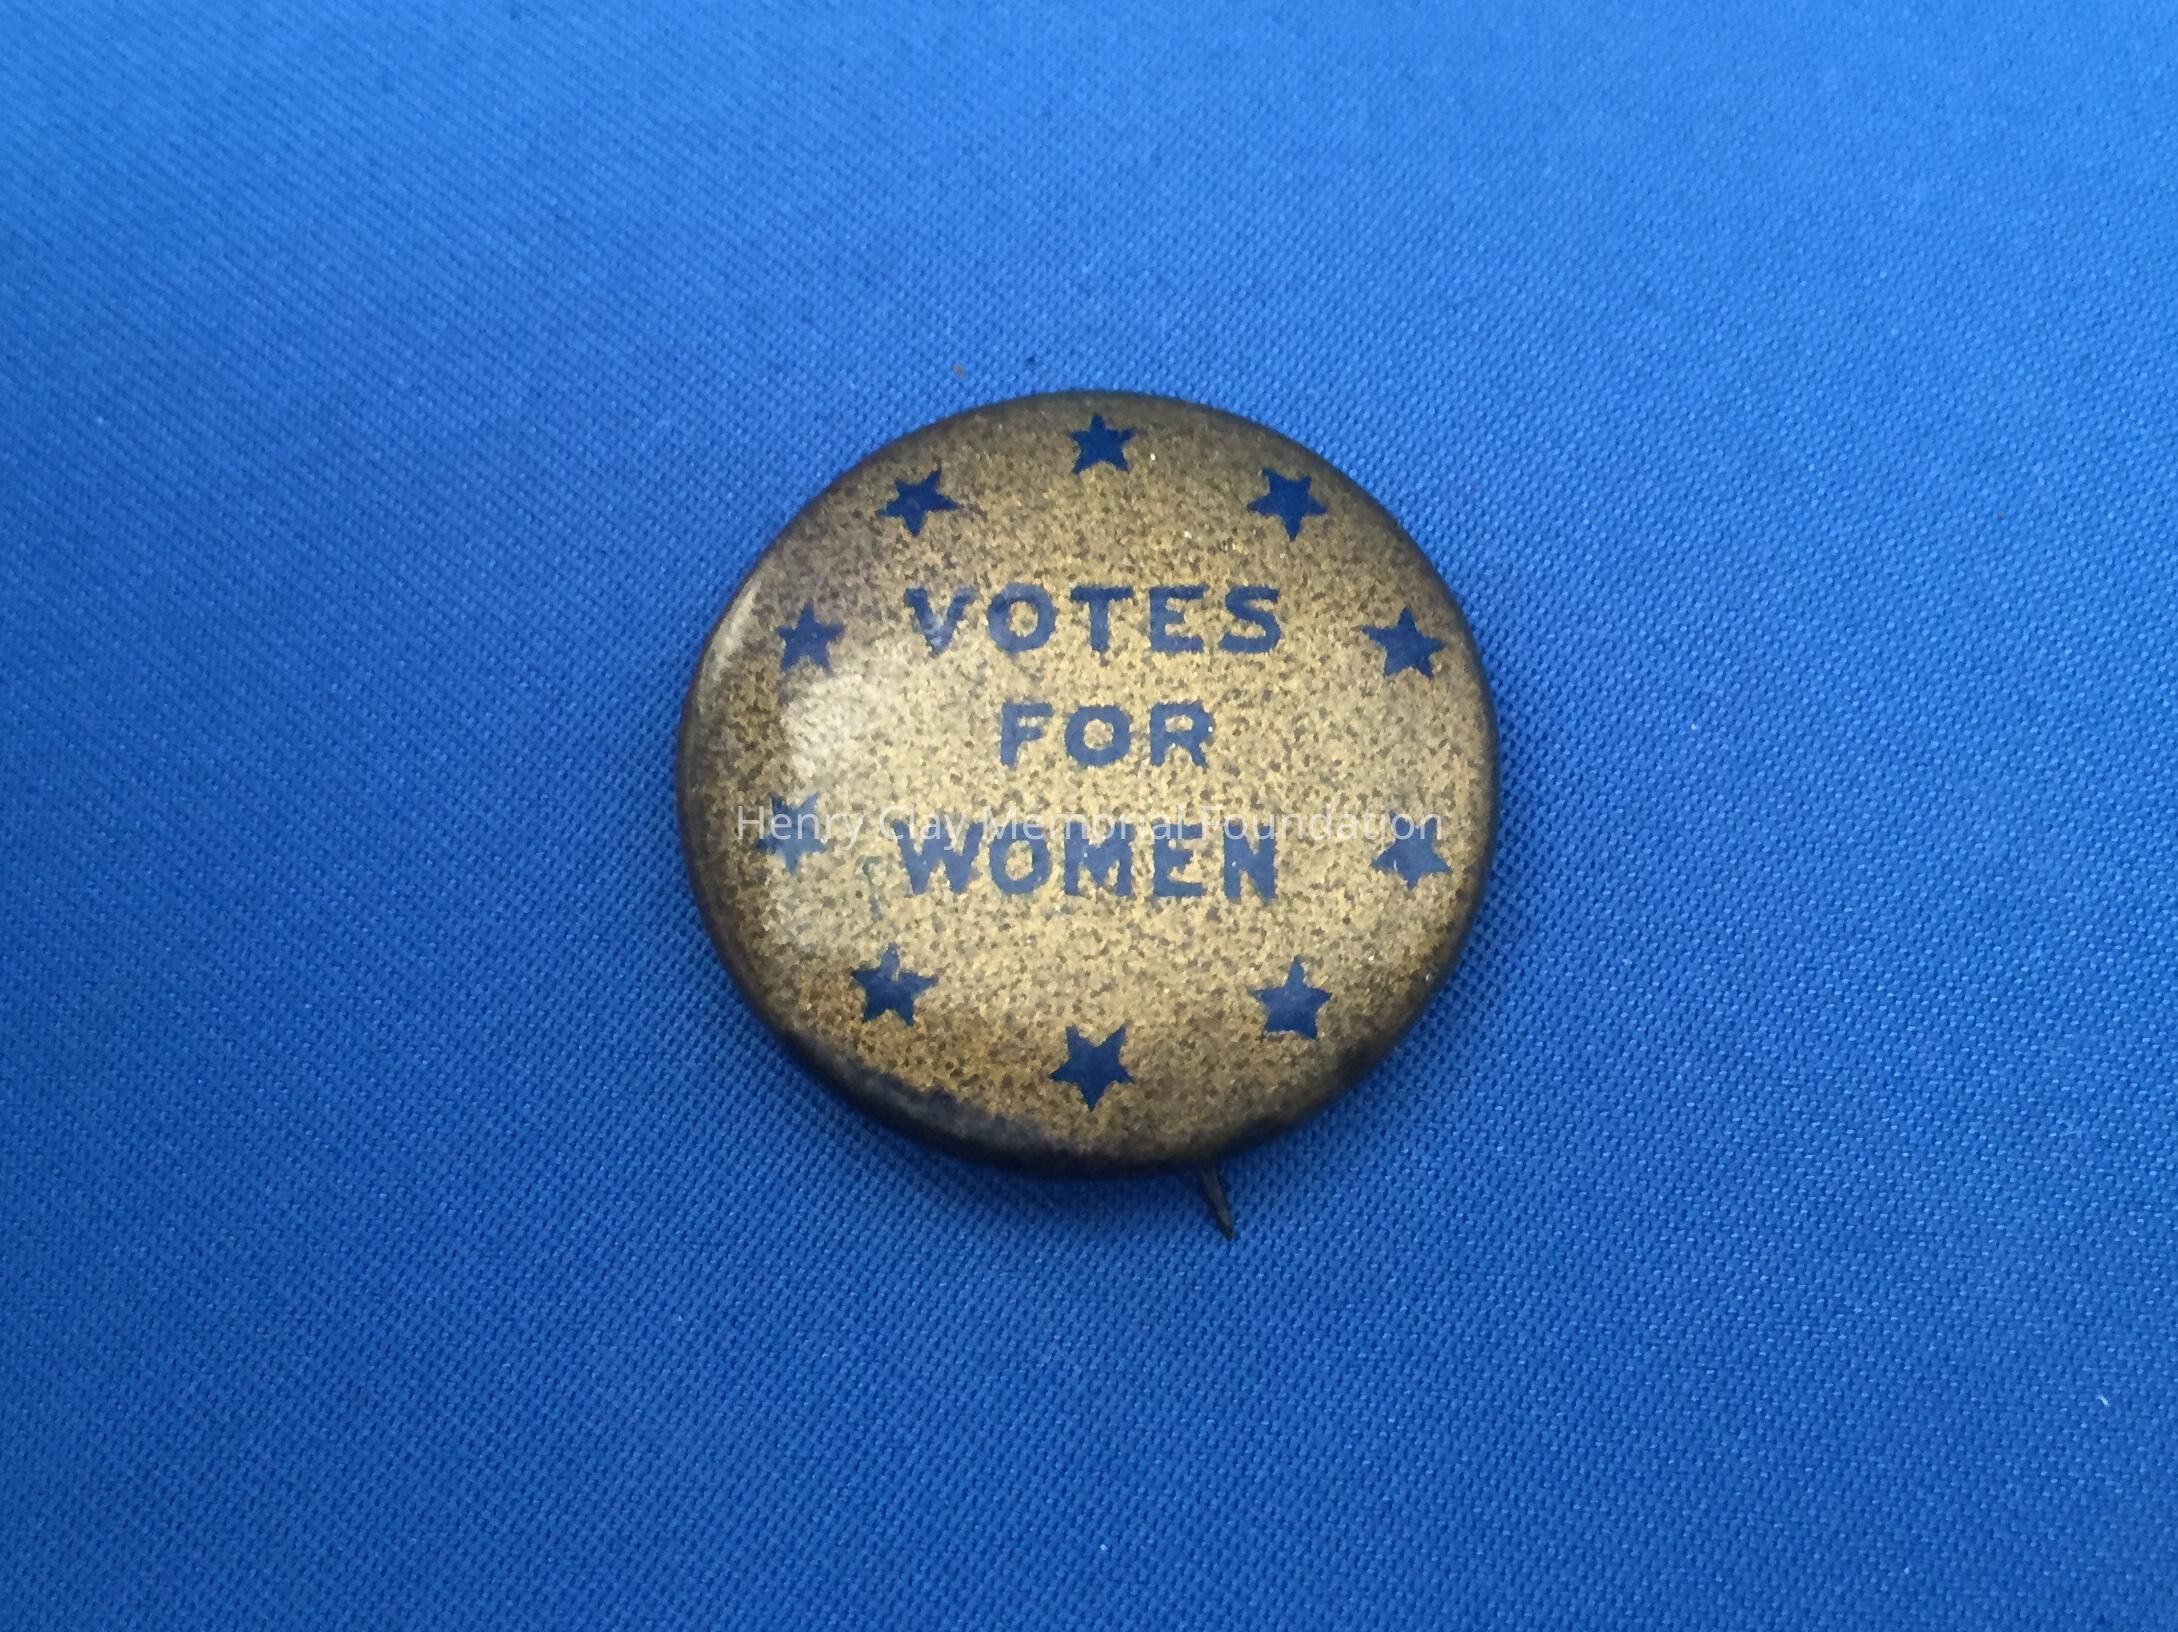 VOTES
FOR
Henry Clay Memorial Foundation
WOMEN